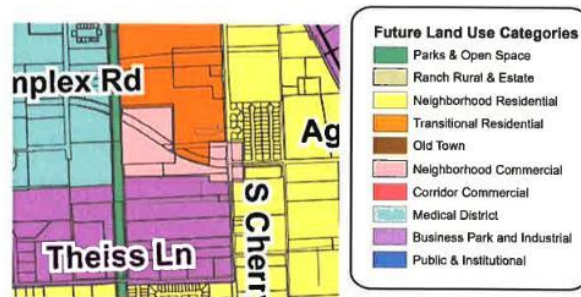 mplex Rd
Ag
S Cherr
Theiss Ln
Future Land Use Categories
Parks & Open Space
Ranch Rural & Estate
Neighborhood Residential
Transitional Residential
Old Town
Neighborhood Commercial
Corridor Commercial
Medical District
Business Park and Industrial
Public & Institutional